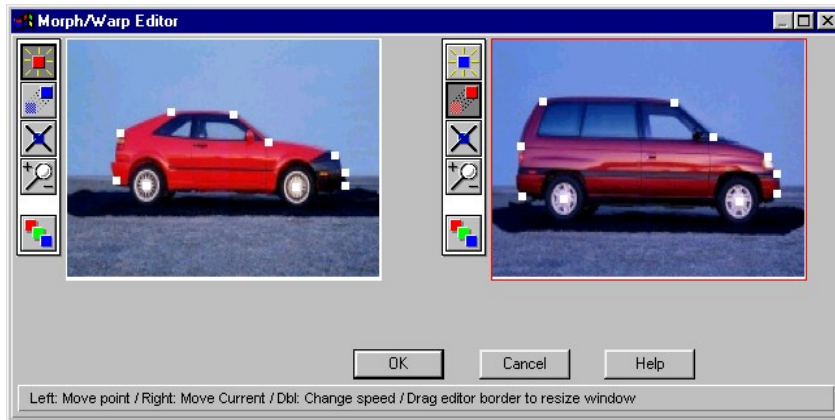 Morph/Warp Editor
OK
Cancel
Help
Left: Move point / Right: Move Current / Dbl: Change speed / Drag editor border to resize window